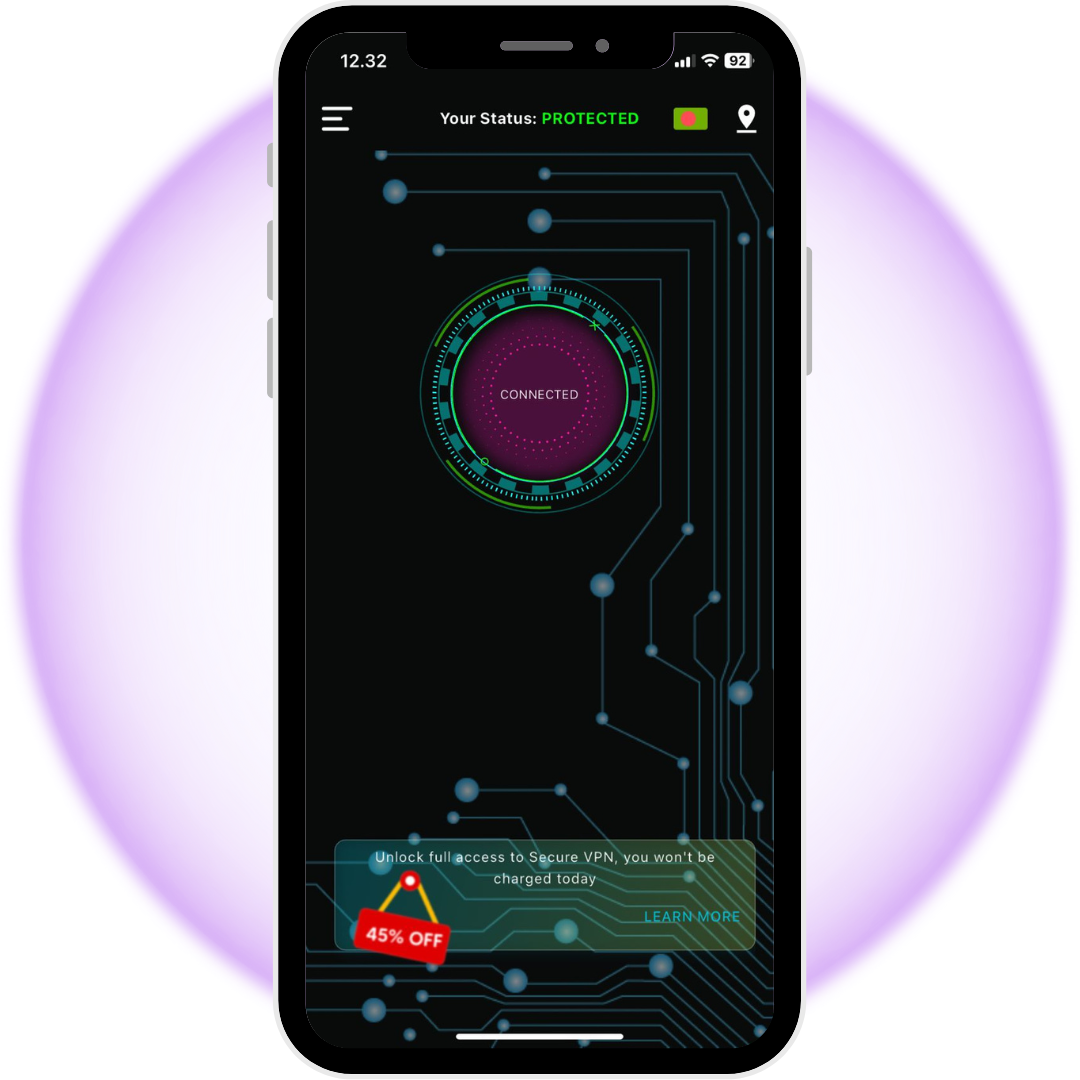 12.32
92
Your Status: PROTECTED
CONNECTED
Unlock full access to Secure VPN, you won't be
charged today
LEARN MORE
45% OFF